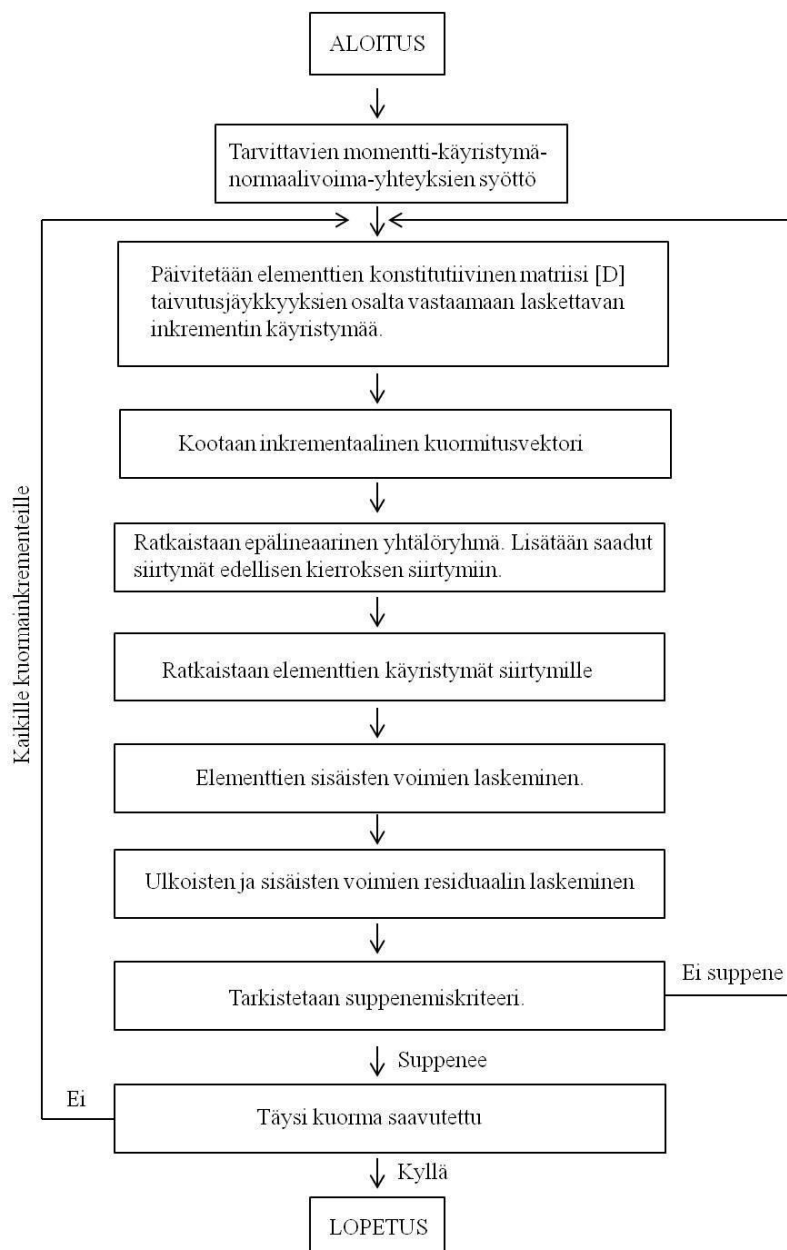 ALOITUS
Tarvittavien momentti-käyristymä-
normaalivoima-yhteyksien syöttö
Päivitetään elementtien konstitutiivinen matriisi [D]
taivutusjäykkyyksien osalta vastaamaan laskettavan
inkrementin käyristymää.
Kootaan inkrementaalinen kuormitusvektori
Ratkaistaan epälineaarinen yhtälöryhmä. Lisätään saadut
siirtymät edellisen kierroksen siirtymiin.
Ratkaistaan elementtien käyristymät siirtymille
Elementtien sisäisten voimien laskeminen.
Ulkoisten ja sisäisten voimien residuaalin laskeminen
Tarkistetaan suppenemiskriteeri.
Ei suppene
Suppenee
Täysi kuorma saavutettu
Ei
Kaikille kuormainkrementeille
Kyllä
LOPETUS